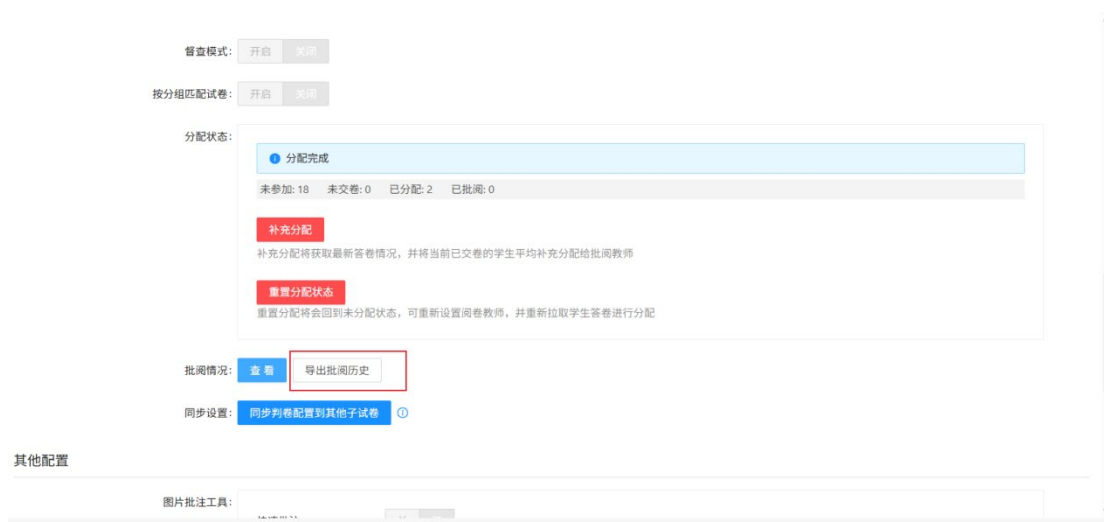 督查模式： 开启 关闭
按分组匹配试卷： 开启 关闭
分配状态：
分配完成
未参加: 18 未交卷: 0 已分配: 2 已批阅: 0
补充分配
补充分配将获取最新答卷情况，并将当前已交卷的学生平均补充分配给批阅教师
重置分配状态
重置分配将会回到未分配状态，可重新设置阅卷教师，并重新拉取学生答卷进行分配
批阅情况： 查看 导出批阅历史
同步设置： 同步判卷配置到其他子试卷
其他配置
图片批注工具：